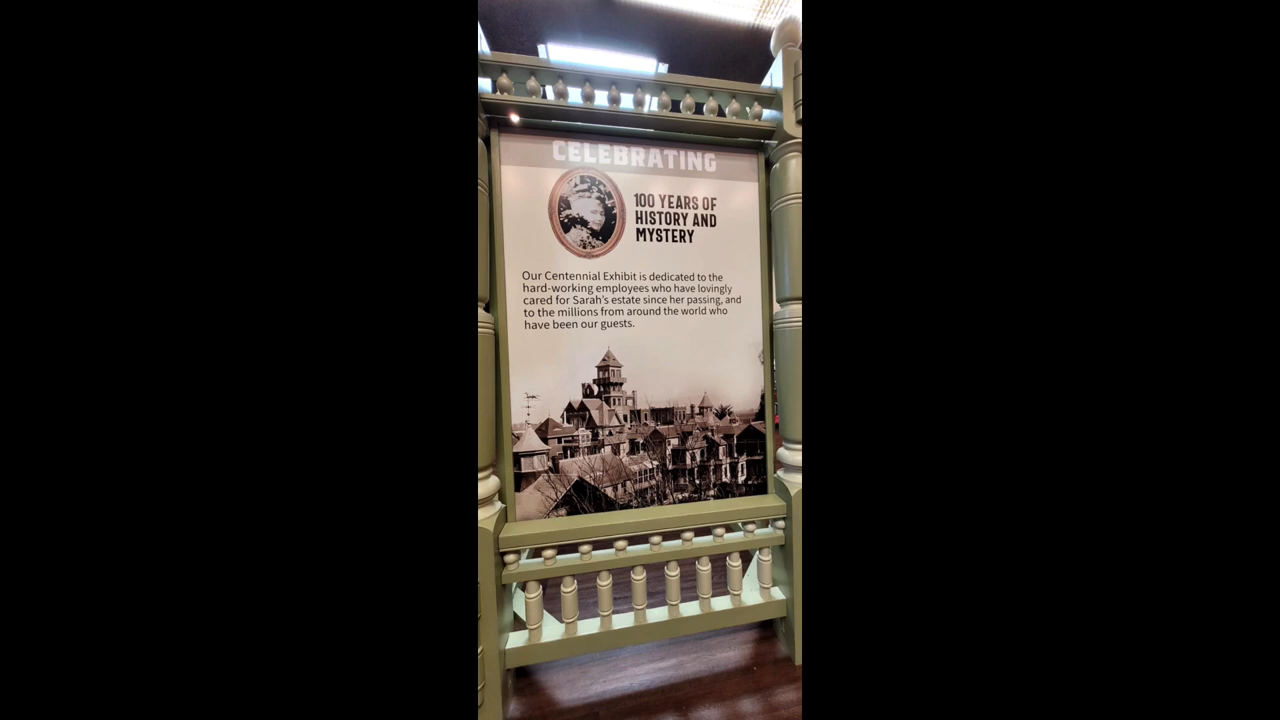 CELEBRATING
100 YEARS OF
HISTORY AND
MYSTERY
Our Centennial Exhibit is dedicated to the
hard-working employees who have lovingly
cared for Sarah's estate since her passing, and
to the millions from around the world who
have been our guests.